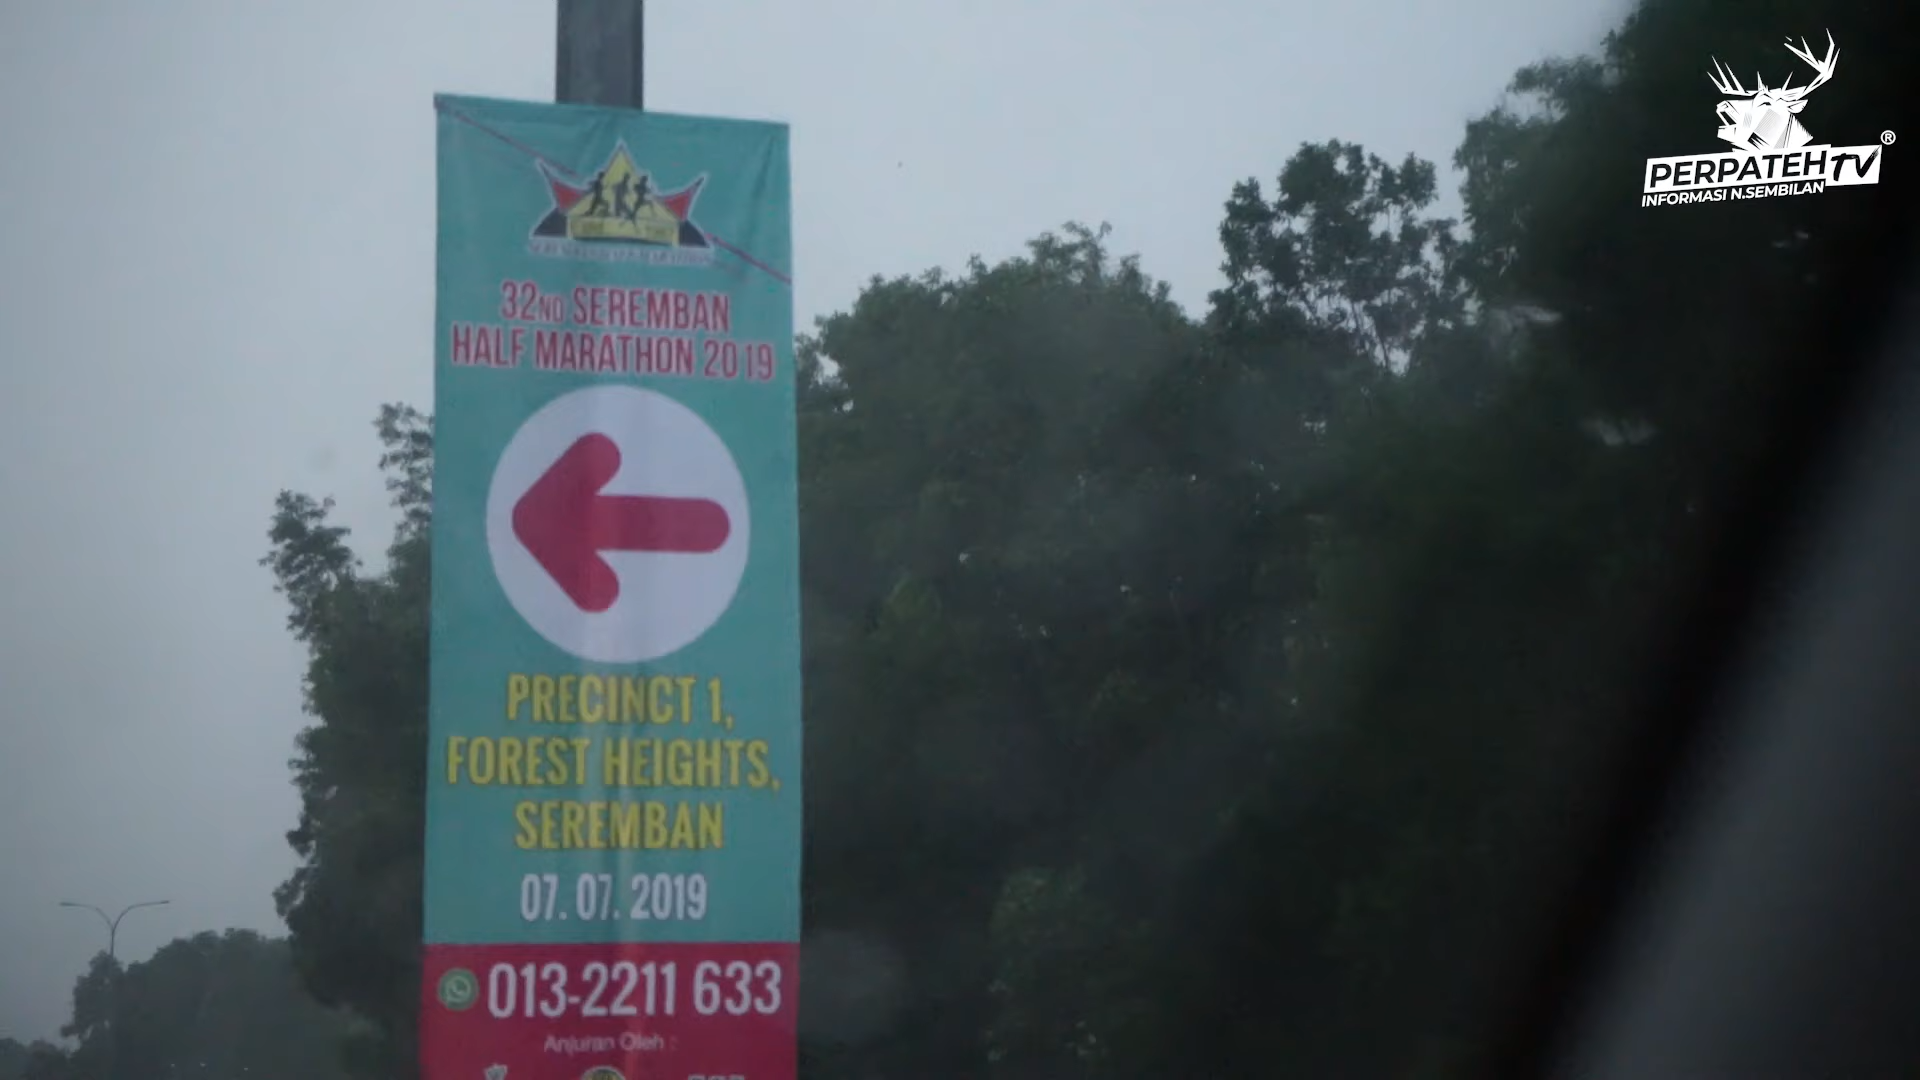 32ND SEREMBAN
HALF MARATHON 2019
PRECINCT 1,
FOREST HEIGHTS,
SEREMBAN
07. 07. 2019
013-2211 633
Anjuran Oleh :
PERPATEH TV ®
INFORMASI N.SEMBILAN